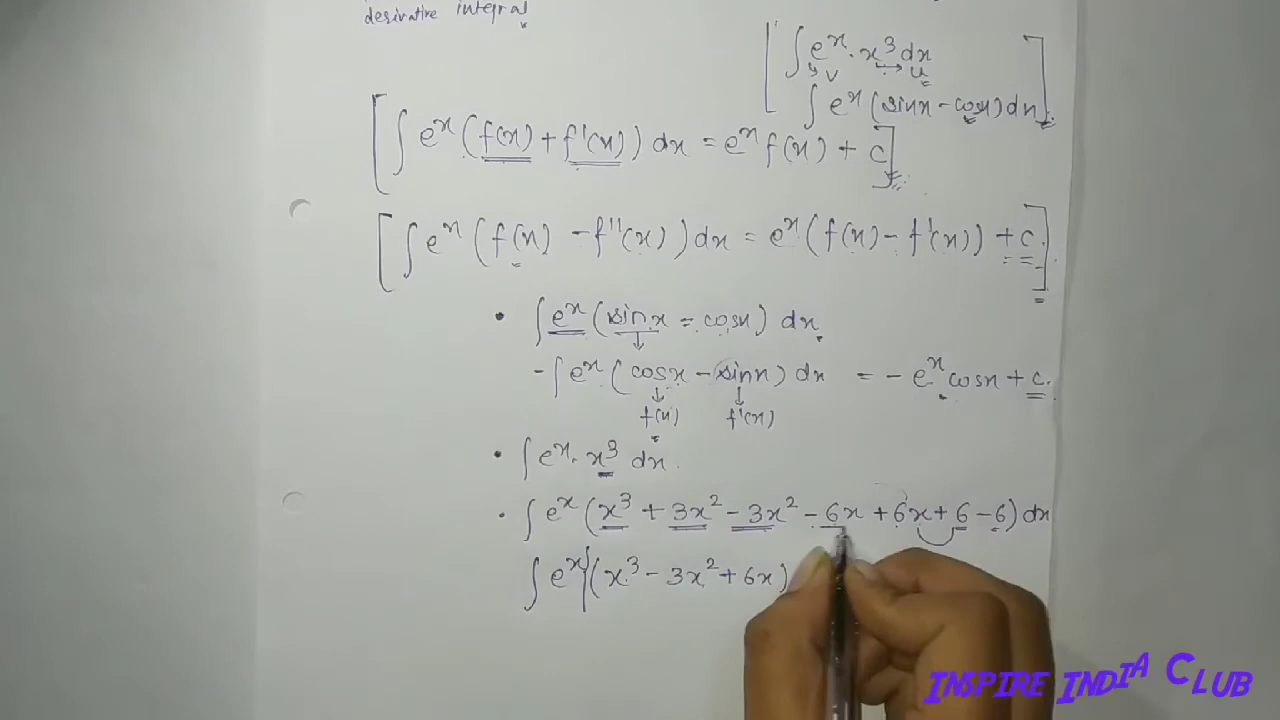 derivative integral
[∫eˣ. x³dx
v u
∫eˣ (sinx - cosx)dx]
[∫eˣ (f(x) + f'(x)) dx = eˣ f(x) + c]
[∫eˣ (f(x) - f''(x)) dx = eˣ (f(x) - f'(x)) + c]
• ∫eˣ (sinx - cosx) dx
-∫eˣ (cosx - sinx) dx = - eˣ cosx + c.
f(x) f'(x)
• ∫eˣ. x³ dx.
• ∫eˣ (x³ + 3x² - 3x² - 6x + 6x + 6 - 6) dx
∫eˣ {(x³ - 3x² + 6x)
INSPIRE INDIA CLUB